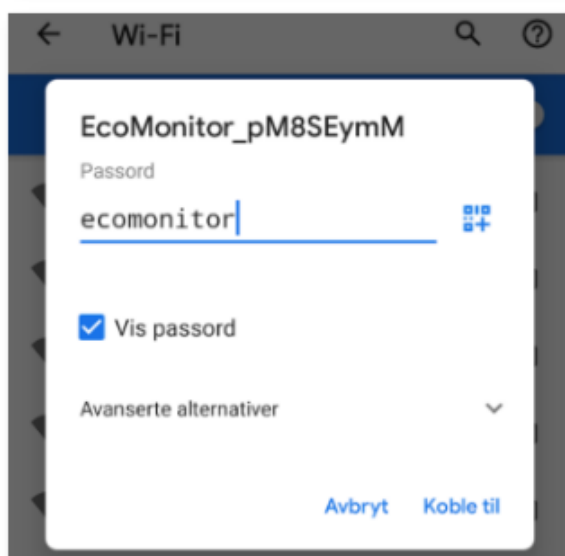 Wi-Fi
EcoMonitor_pM8SEymM
Passord
ecomonitor
Vis passord
Avanserte alternativer
Avbryt Koble til